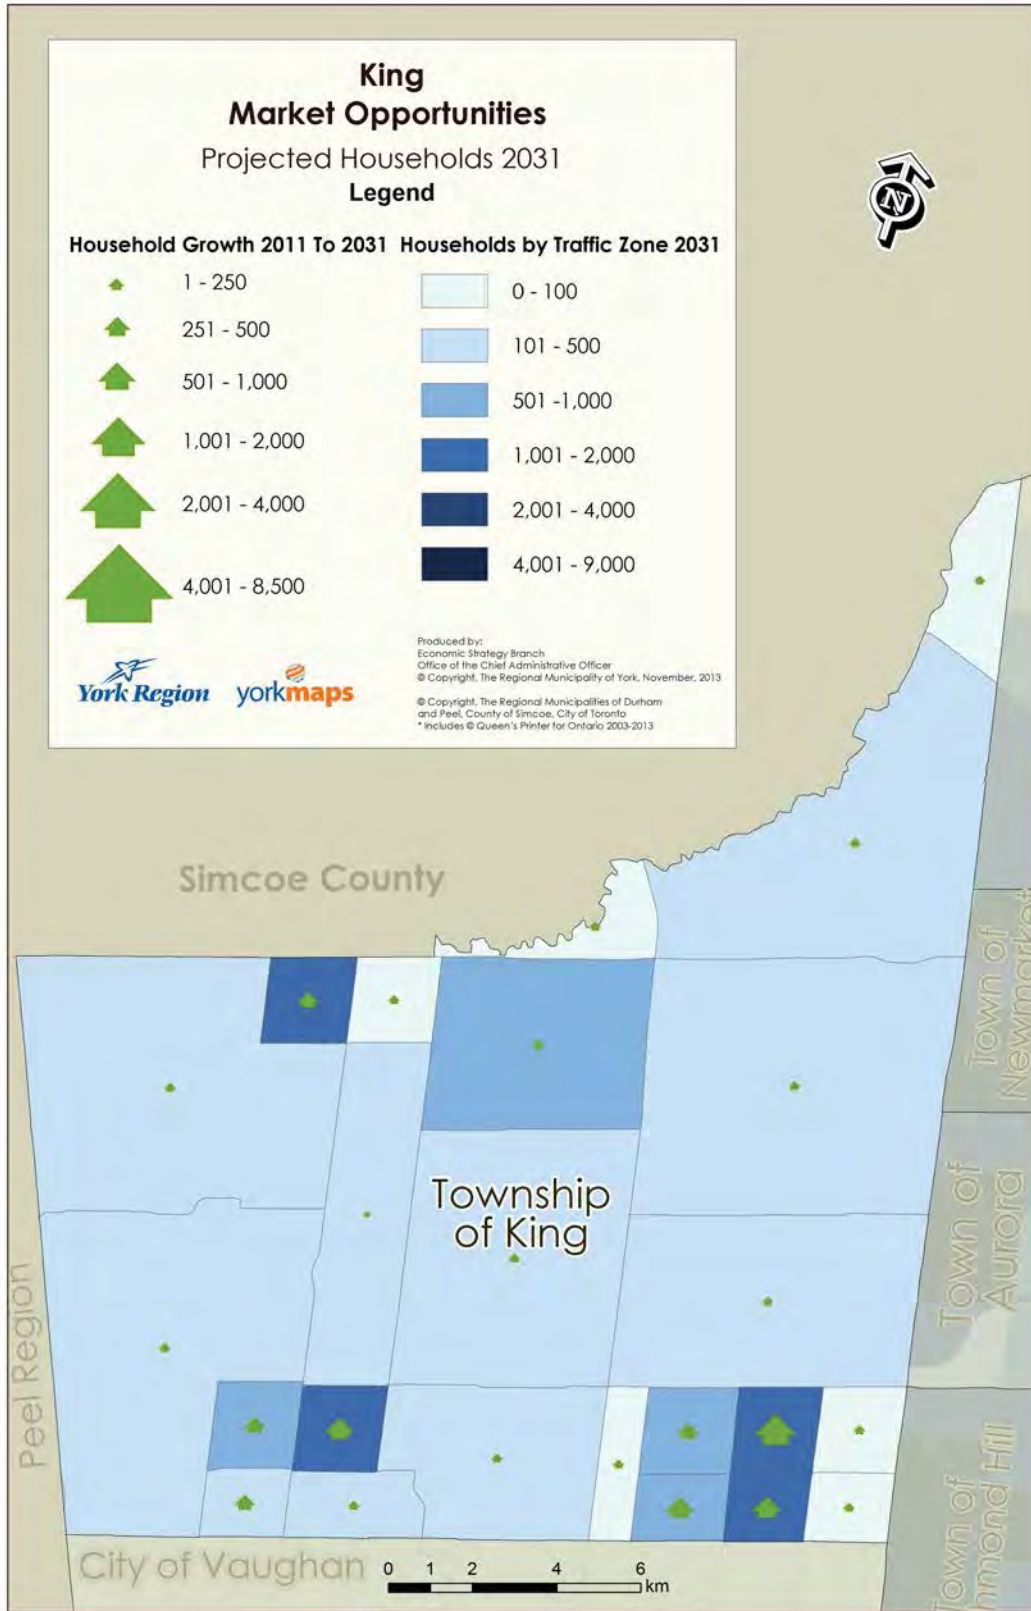 King
Market Opportunities
Projected Households 2031
Legend
Household Growth 2011 To 2031
1 - 250
251 - 500
501 - 1,000
1,001 - 2,000
2,001 - 4,000
4,001 - 8,500
Households by Traffic Zone 2031
0 - 100
101 - 500
501 -1,000
1,001 - 2,000
2,001 - 4,000
4,001 - 9,000
York Region
yorkmaps
Produced by:
Economic Strategy Branch
Office of the Chief Administrative Officer
© Copyright, The Regional Municipality of York, November, 2013
© Copyright, The Regional Municipalities of Durham
and Peel, County of Simcoe, City of Toronto
* Includes © Queen's Printer for Ontario 2003-2013
N
Simcoe County
Town of
Newmarket
Township
of King
Town of
Aurora
Peel Region
Town of
hmond Hill
City of Vaughan
0 1 2 4 6
km